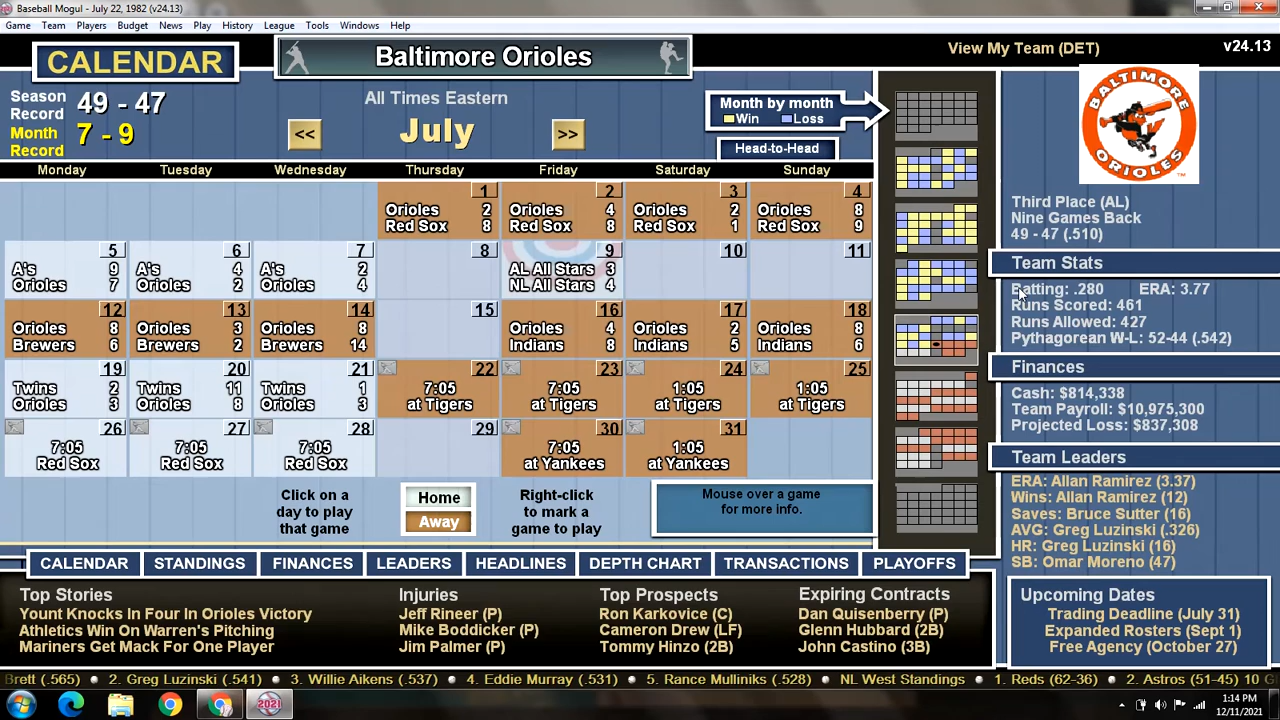 Baseball Mogul - July 22, 1982 (v24.13)
Game Team Players Budget News Play History League Tools Windows Help
CALENDAR
Baltimore Orioles
View My Team (DET)
v24.13
Season Record 49 - 47
Month Record 7 - 9
All Times Eastern
<< July >>
Month by month
Win Loss
Head-to-Head
Monday Tuesday Wednesday Thursday Friday Saturday Sunday
1 2 3 4
Orioles 2 Orioles 4 Orioles 2 Orioles 8
Red Sox 8 Red Sox 8 Red Sox 1 Red Sox 9
5 6 7 8 9 10 11
A's 9 A's 4 A's 2 AL All Stars 3
Orioles 7 Orioles 2 Orioles 4 NL All Stars 4
12 13 14 15 16 17 18
Orioles 8 Orioles 3 Orioles 8 Orioles 4 Orioles 2 Orioles 8
Brewers 6 Brewers 2 Brewers 14 Indians 8 Indians 5 Indians 6
19 20 21 22 23 24 25
Twins 2 Twins 11 Twins 1 7:05 7:05 1:05 1:05
Orioles 3 Orioles 8 Orioles 3 at Tigers at Tigers at Tigers at Tigers
26 27 28 29 30 31
7:05 7:05 7:05 7:05 1:05
Red Sox Red Sox Red Sox at Yankees at Yankees
Click on a
day to play
that game
Home
Away
Right-click
to mark a
game to play
Mouse over a game
for more info.
BALTIMORE
ORIOLES
TM
Third Place (AL)
Nine Games Back
49 - 47 (.510)
Team Stats
Batting: .280 ERA: 3.77
Runs Scored: 461
Runs Allowed: 427
Pythagorean W-L: 52-44 (.542)
Finances
Cash: $814,338
Team Payroll: $10,975,300
Projected Loss: $837,308
Team Leaders
ERA: Allan Ramirez (3.37)
Wins: Allan Ramirez (12)
Saves: Bruce Sutter (16)
AVG: Greg Luzinski (.326)
HR: Greg Luzinski (16)
SB: Omar Moreno (47)
CALENDAR STANDINGS FINANCES LEADERS HEADLINES DEPTH CHART TRANSACTIONS PLAYOFFS
Top Stories
Yount Knocks In Four In Orioles Victory
Athletics Win On Warren's Pitching
Mariners Get Mack For One Player
Injuries
Jeff Rineer (P)
Mike Boddicker (P)
Jim Palmer (P)
Top Prospects
Ron Karkovice (C)
Cameron Drew (LF)
Tommy Hinzo (2B)
Expiring Contracts
Dan Quisenberry (P)
Glenn Hubbard (2B)
John Castino (3B)
Upcoming Dates
Trading Deadline (July 31)
Expanded Rosters (Sept 1)
Free Agency (October 27)
Brett (.565) • 2. Greg Luzinski (.541) • 3. Willie Aikens (.537) • 4. Eddie Murray (.531) • 5. Rance Mulliniks (.528) • NL West Standings • 1. Reds (62-36) • 2. Astros (51-45) 10 G
2021
1:14 PM
12/11/2021